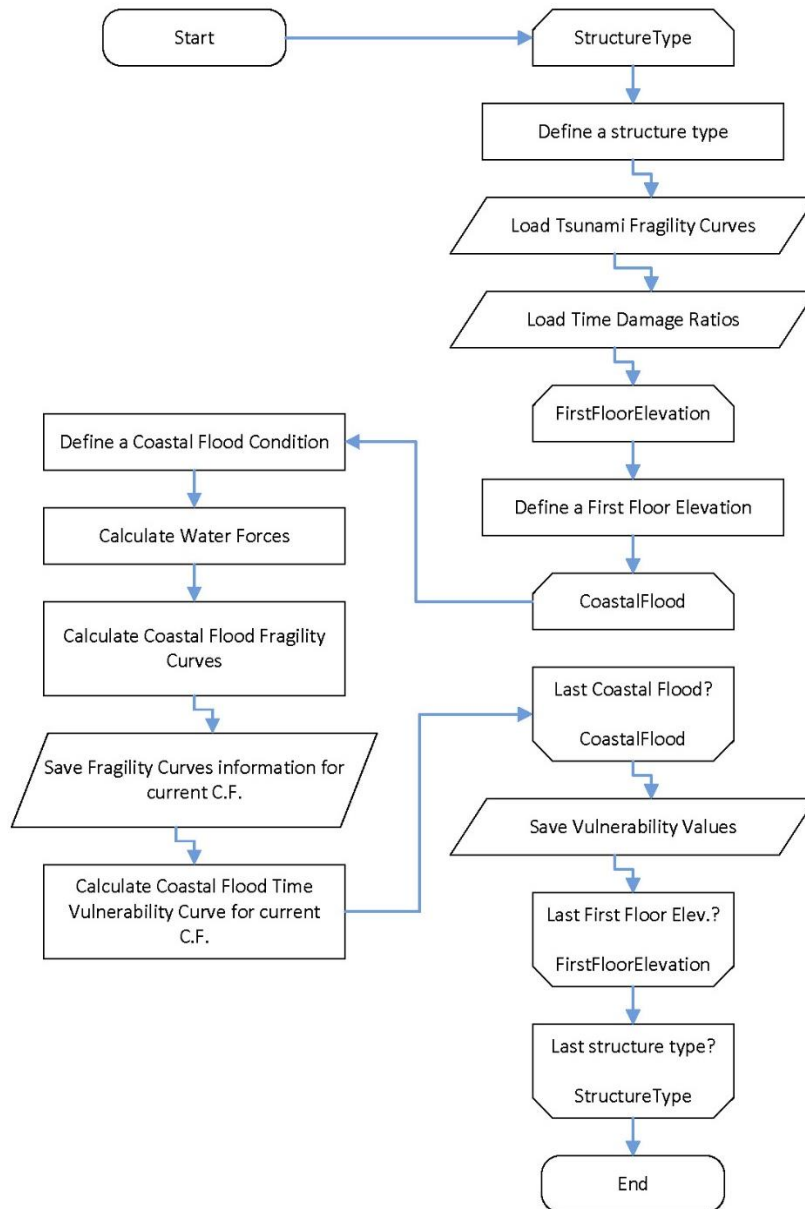 Start
StructureType
Define a structure type
Load Tsunami Fragility Curves
Load Time Damage Ratios
FirstFloorElevation
Define a First Floor Elevation
CoastalFlood
Define a Coastal Flood Condition
Calculate Water Forces
Calculate Coastal Flood Fragility
Curves
Save Fragility Curves information for
current C.F.
Calculate Coastal Flood Time
Vulnerability Curve for current
C.F.
Last Coastal Flood?
CoastalFlood
Save Vulnerability Values
Last First Floor Elev.?
FirstFloorElevation
Last structure type?
StructureType
End